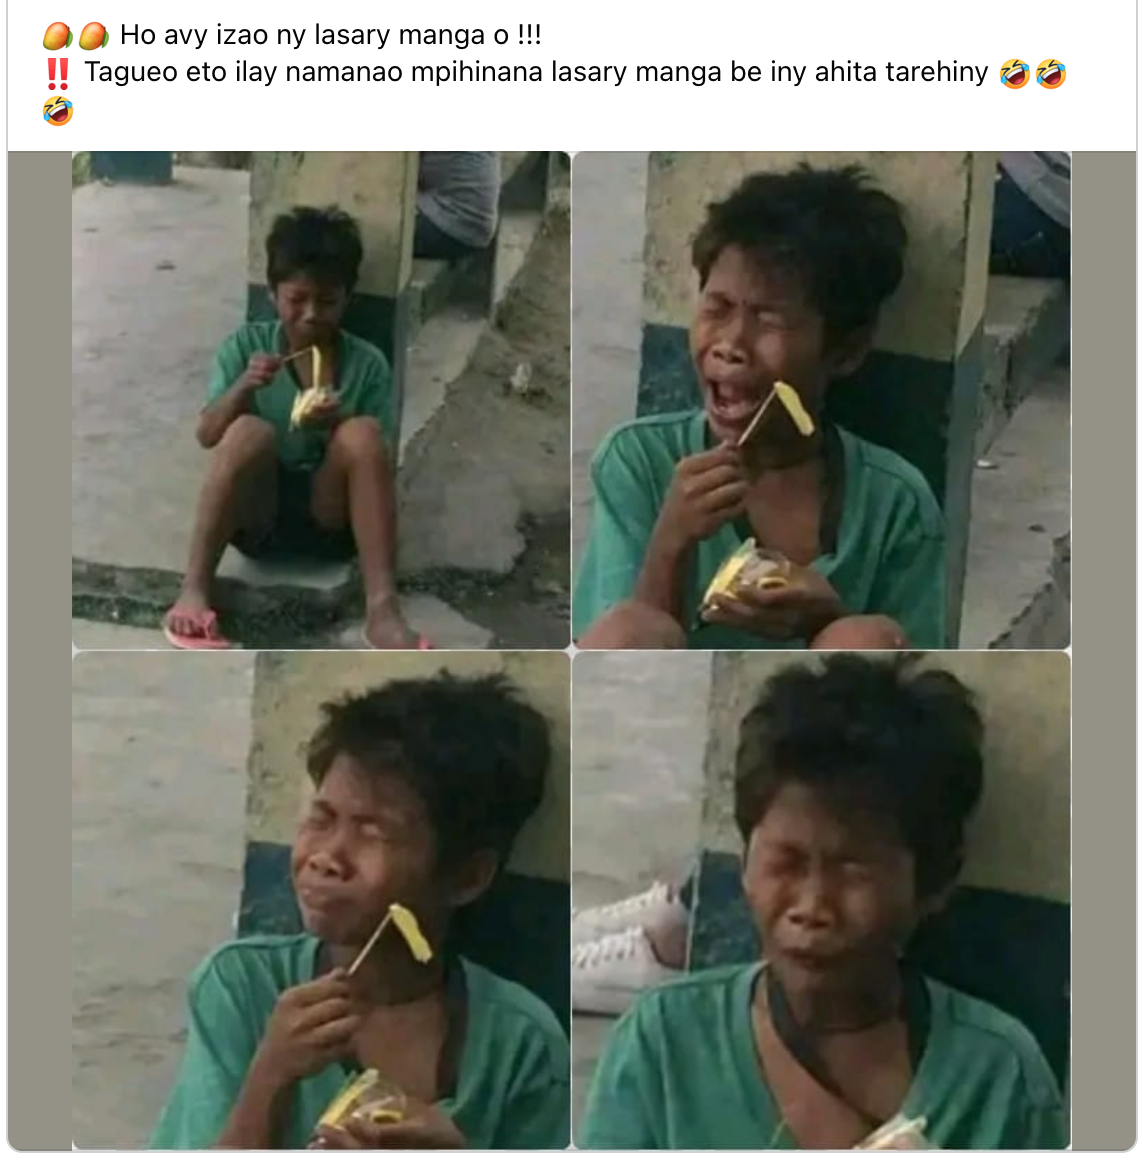 🥭🥭 Ho avy izao ny lasary manga o !!!
‼️ Tagueo eto ilay namanao mpihinana lasary manga be iny ahita tarehiny 🤣🤣
🤣